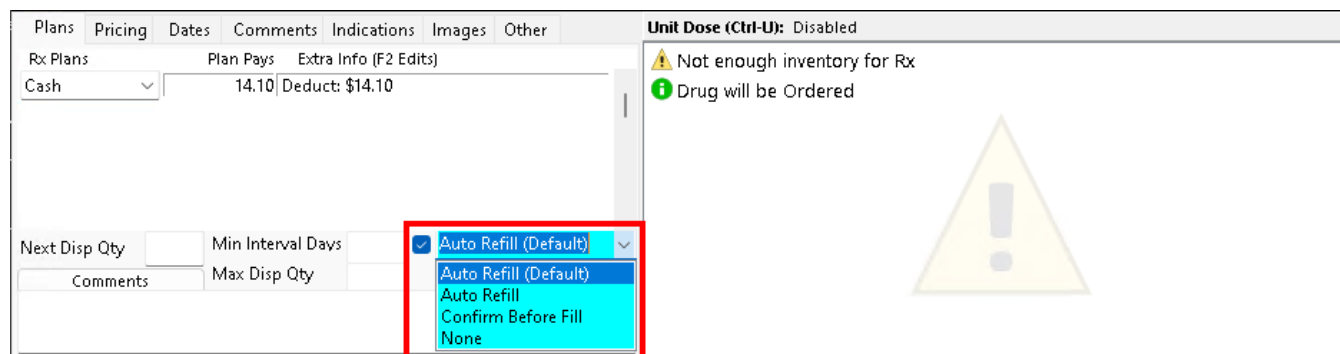 Plans Pricing Dates Comments Indications Images Other
Rx Plans Plan Pays Extra Info (F2 Edits)
Cash 14.10 Deduct: $14.10
Next Disp Qty Min Interval Days Auto Refill (Default)
Comments Max Disp Qty
Auto Refill (Default)
Auto Refill
Confirm Before Fill
None
Unit Dose (Ctrl-U): Disabled
Not enough inventory for Rx
Drug will be Ordered